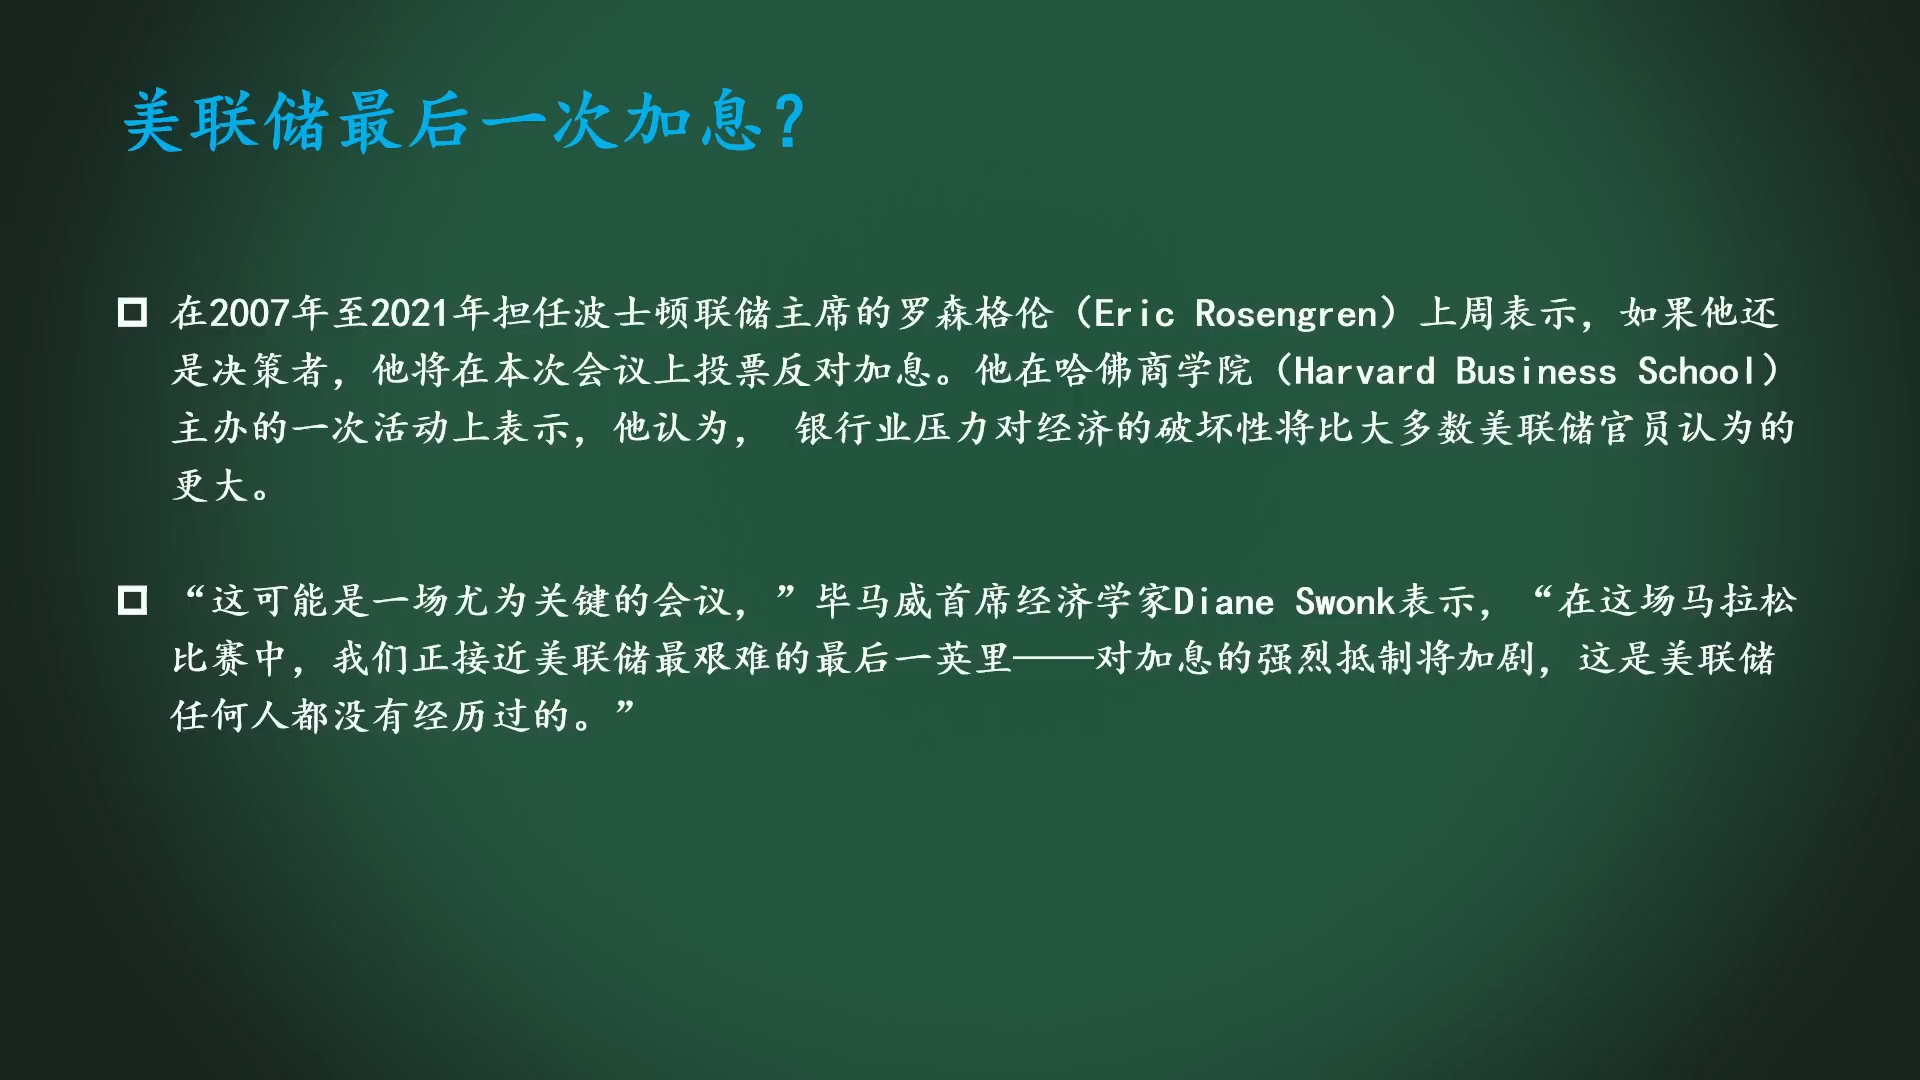 美联储最后一次加息？
在2007年至2021年担任波士顿联储主席的罗森格伦（Eric Rosengren）上周表示，如果他还
是决策者，他将在本次会议上投票反对加息。他在哈佛商学院（Harvard Business School）
主办的一次活动上表示，他认为， 银行业压力对经济的破坏性将比大多数美联储官员认为的
更大。
“这可能是一场尤为关键的会议，”毕马威首席经济学家Diane Swonk表示，“在这场马拉松
比赛中，我们正接近美联储最艰难的最后一英里——对加息的强烈抵制将加剧，这是美联储
任何人都没有经历过的。”